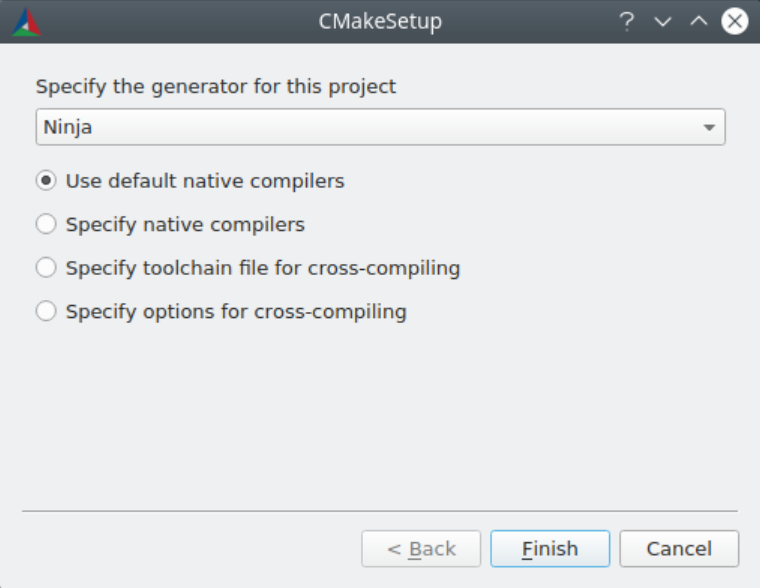 CMakeSetup
Specify the generator for this project
Ninja
Use default native compilers
Specify native compilers
Specify toolchain file for cross-compiling
Specify options for cross-compiling
< Back Finish Cancel